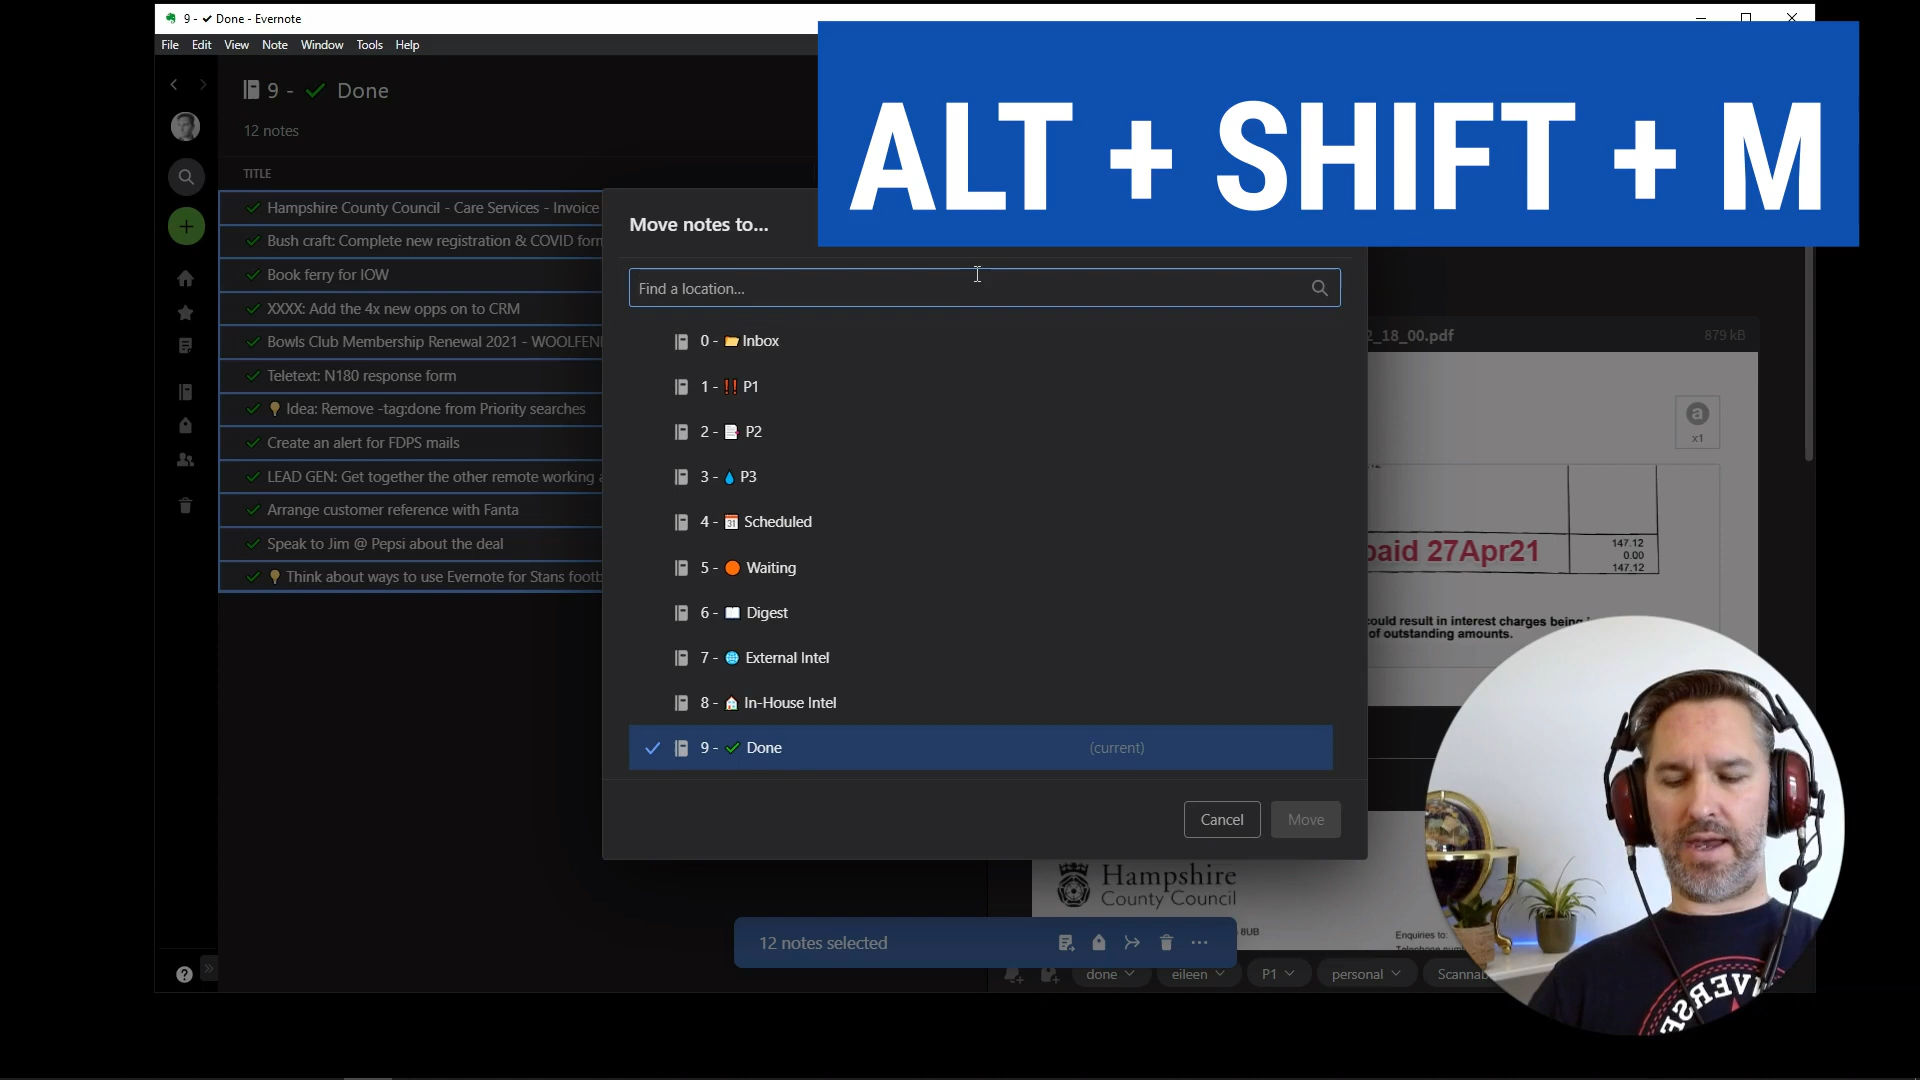 9 - ✔ Done - Evernote
File Edit View Note Window Tools Help
ALT + SHIFT + M
9 - ✔ Done
12 notes
TITLE
Hampshire County Council - Care Services - Invoice
Bush craft: Complete new registration & COVID form
Book ferry for IOW
XXXX: Add the 4x new opps on to CRM
Bowls Club Membership Renewal 2021 - WOOLFEN
Teletext: N180 response form
Idea: Remove -tag:done from Priority searches
Create an alert for FDPS mails
LEAD GEN: Get together the other remote working
Arrange customer reference with Fanta
Speak to Jim @ Pepsi about the deal
Think about ways to use Evernote for Stans footb
Move notes to...
Find a location...
0 - Inbox
1 - ‼ P1
2 - P2
3 - P3
4 - 31 Scheduled
5 - Waiting
6 - Digest
7 - External Intel
8 - In-House Intel
9 - ✔ Done (current)
Cancel Move
12 notes selected
2_18_00.pdf 879 kB
a
x1
paid 27Apr21
147.12
0.00
147.12
could result in interest charges being
of outstanding amounts.
Hampshire
County Council
8UB
Enquiries to:
done eileen P1 personal